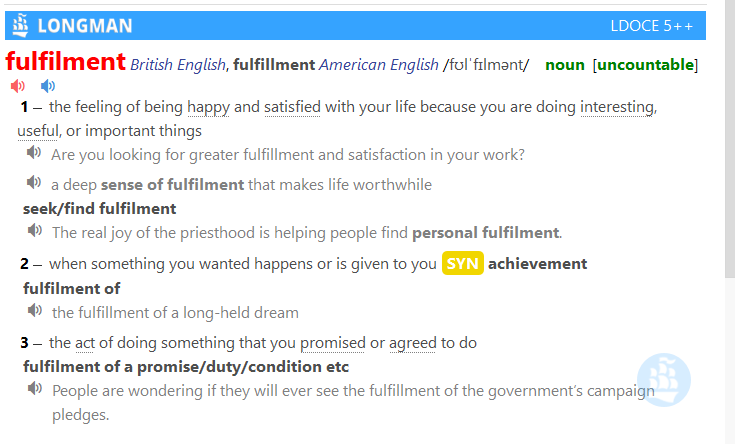 LONGMAN LDOCE 5++
fulfilment British English, fulfillment American English /fʊlˈfɪlmənt/ noun [uncountable]
1 – the feeling of being happy and satisfied with your life because you are doing interesting,
useful, or important things
Are you looking for greater fulfillment and satisfaction in your work?
a deep sense of fulfilment that makes life worthwhile
seek/find fulfilment
The real joy of the priesthood is helping people find personal fulfilment.
2 – when something you wanted happens or is given to you SYN achievement
fulfilment of
the fulfillment of a long-held dream
3 – the act of doing something that you promised or agreed to do
fulfilment of a promise/duty/condition etc
People are wondering if they will ever see the fulfillment of the government’s campaign
pledges.